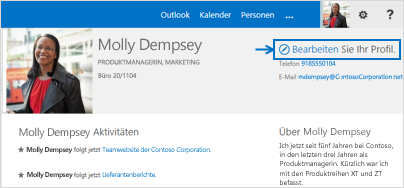 Outlook Kalender Personen ... ?
Molly Dempsey
PRODUKTMANAGERIN, MARKETING
Büro 20/1104
Bearbeiten Sie Ihr Profil.
Telefon 9185550104
E-Mail mdempsey@ContosoCorporation.net
Molly Dempsey Aktivitäten
Molly Dempsey folgt jetzt Teamwebsite der Contoso Corporation.
Molly Dempsey folgt jetzt Lieferantenberichte.
Über Molly Dempsey
Ich jetzt seit fünf Jahren bei Contoso,
in den letzten drei Jahren als
Produktmanagerin. Kürzlich war ich
mit den Produktreihen XT und ZT
befasst.